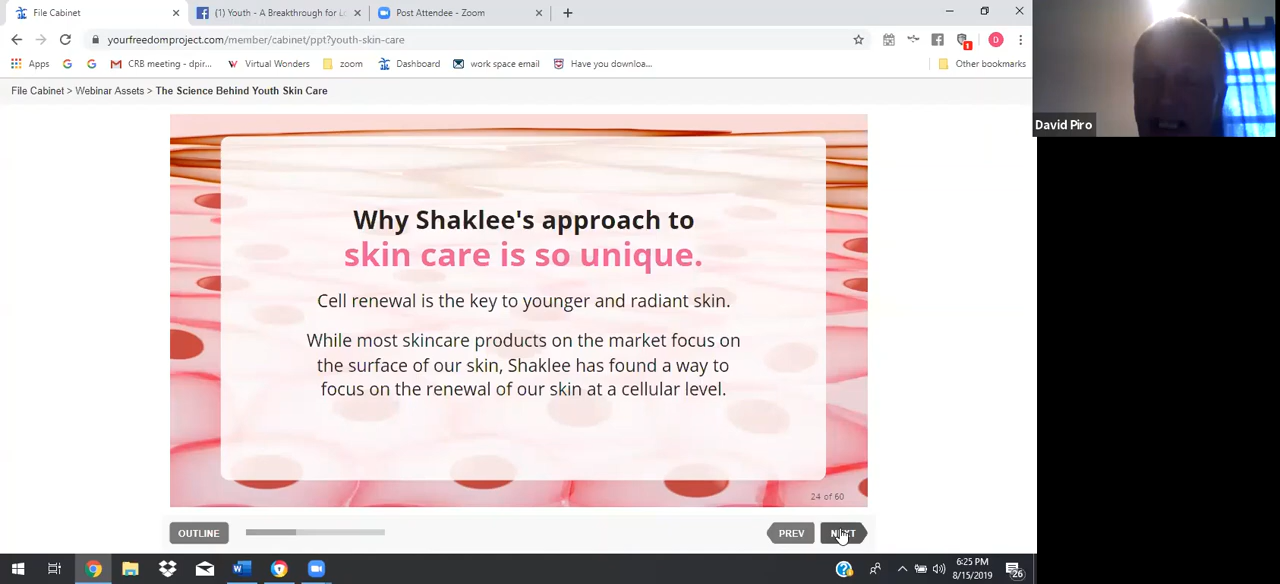 File Cabinet
(1) Youth - A Breakthrough for L
Post Attendee - Zoom
yourfreedomproject.com/member/cabinet/ppt?youth-skin-care
Apps
CRB meeting - dpir...
Virtual Wonders
zoom
Dashboard
work space email
Have you downloa...
Other bookmarks
File Cabinet > Webinar Assets > The Science Behind Youth Skin Care
David Piro
Why Shaklee's approach to
skin care is so unique.
Cell renewal is the key to younger and radiant skin.
While most skincare products on the market focus on
the surface of our skin, Shaklee has found a way to
focus on the renewal of our skin at a cellular level.
24 of 60
OUTLINE
PREV
NEXT
6:25 PM
8/15/2019
26